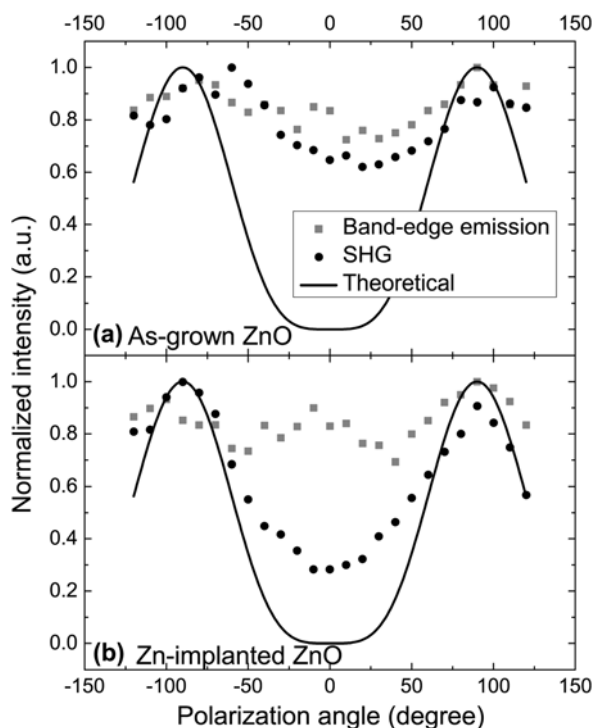 -150 -100 -50 0 50 100 150
1.0
0.8
0.6
0.4
0.2
0.0
Band-edge emission
SHG
Theoretical
(a) As-grown ZnO
Normalized intensity (a.u.)
1.0
0.8
0.6
0.4
0.2
0.0
(b) Zn-implanted ZnO
-150 -100 -50 0 50 100 150
Polarization angle (degree)